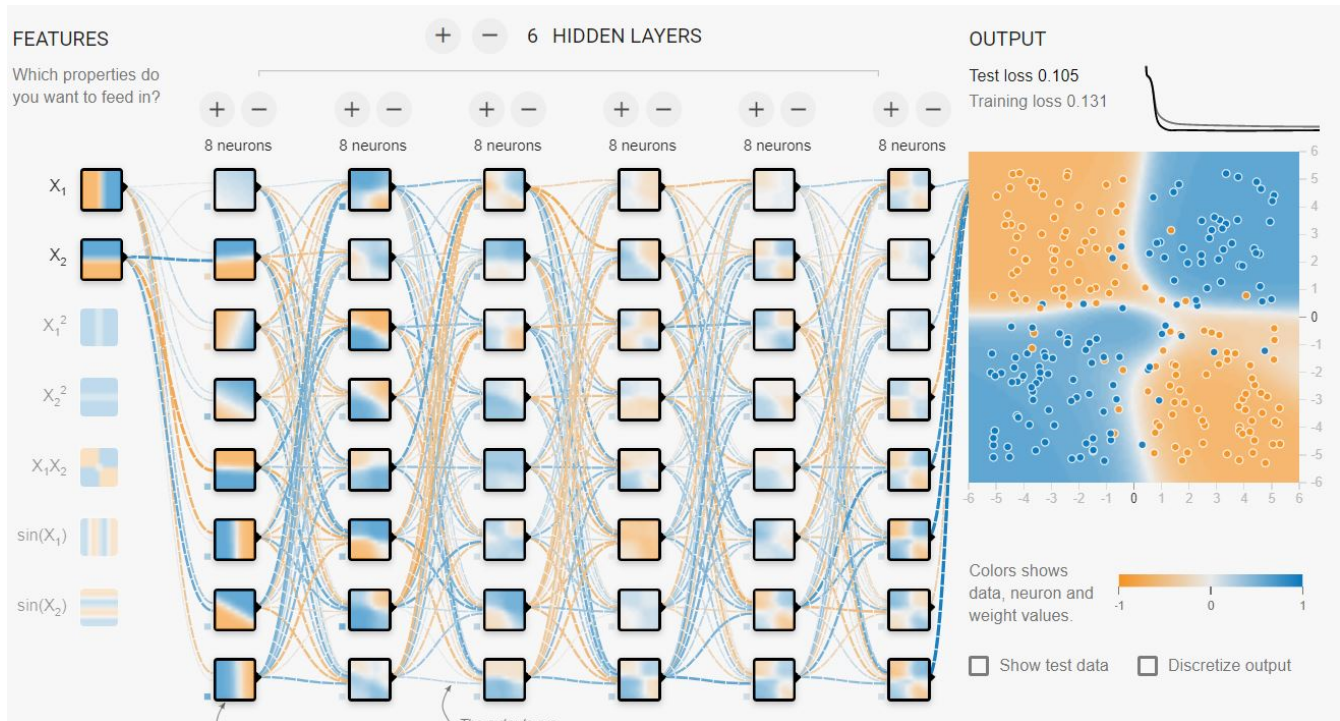 FEATURES
Which properties do
you want to feed in?
+ − 6 HIDDEN LAYERS
+ − + − + − + − + − + −
8 neurons 8 neurons 8 neurons 8 neurons 8 neurons 8 neurons
X₁
X₂
X₁²
X₂²
X₁X₂
sin(X₁)
sin(X₂)
OUTPUT
Test loss 0.105
Training loss 0.131
6
5
4
3
2
1
0
-1
-2
-3
-4
-5
-6
-6 -5 -4 -3 -2 -1 0 1 2 3 4 5 6
Colors shows
data, neuron and
weight values.
-1 0 1
Show test data Discretize output